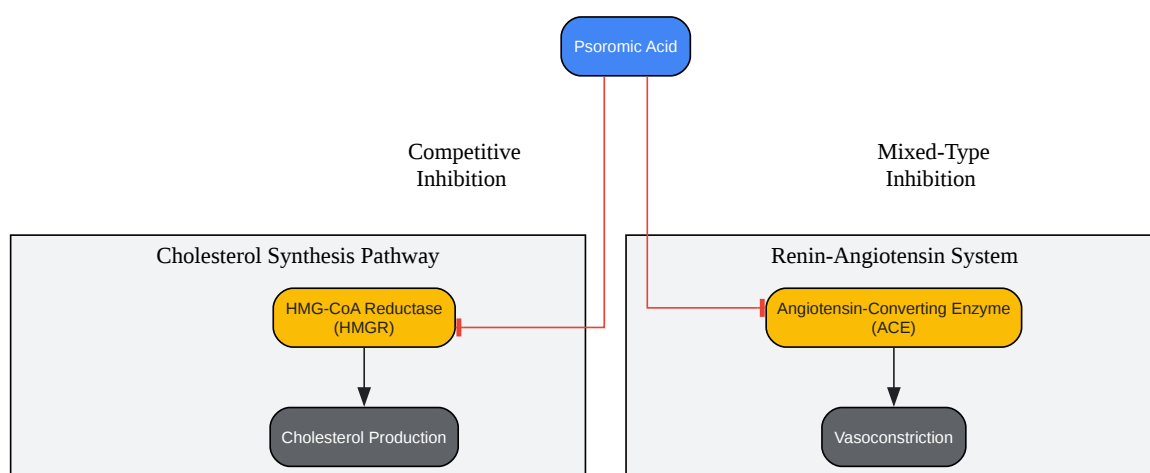 Psoromic Acid
Competitive
Inhibition
Mixed-Type
Inhibition
Cholesterol Synthesis Pathway
HMG-CoA Reductase
(HMGR)
Cholesterol Production
Renin-Angiotensin System
Angiotensin-Converting Enzyme
(ACE)
Vasoconstriction